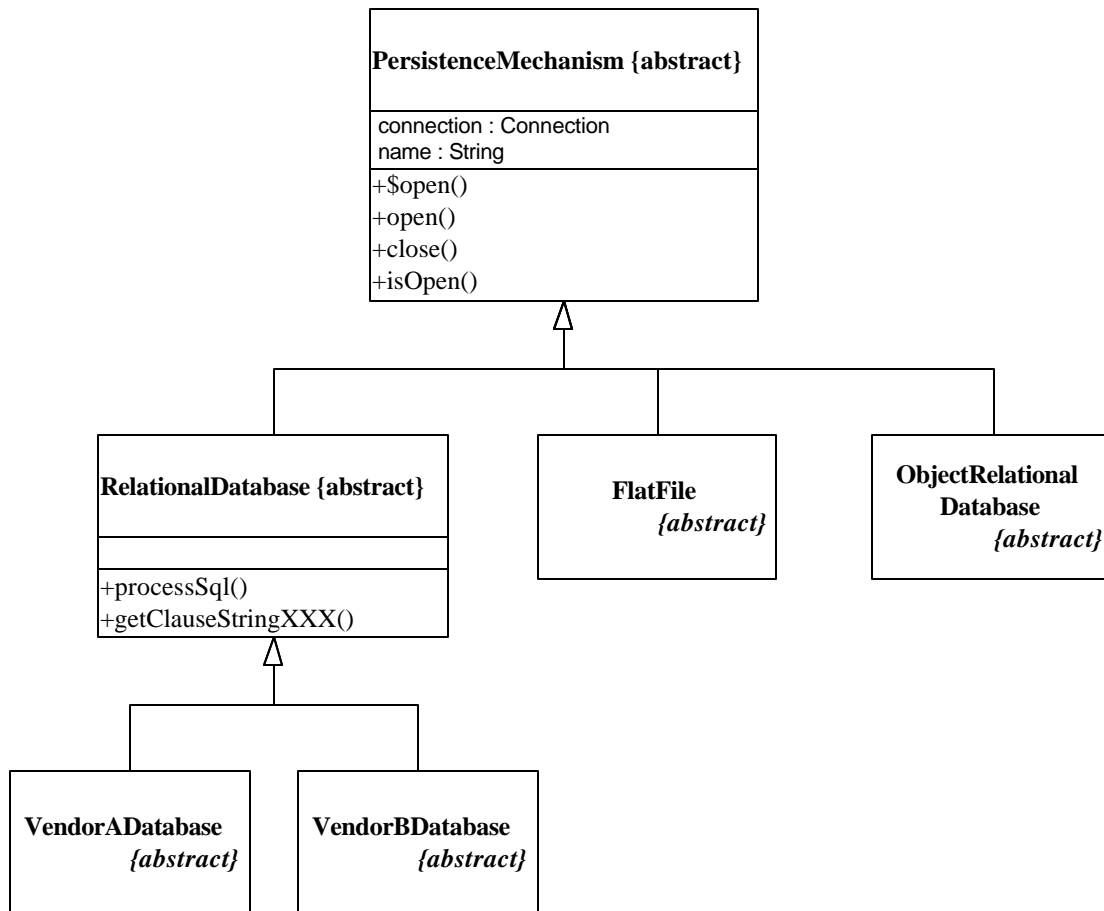 PersistenceMechanism {abstract}
connection : Connection
name : String
+$open()
+open()
+close()
+isOpen()
RelationalDatabase {abstract}
+processSql()
+getClauseStringXXX()
FlatFile
{abstract}
ObjectRelational
Database
{abstract}
VendorADatabase
{abstract}
VendorBDatabase
{abstract}